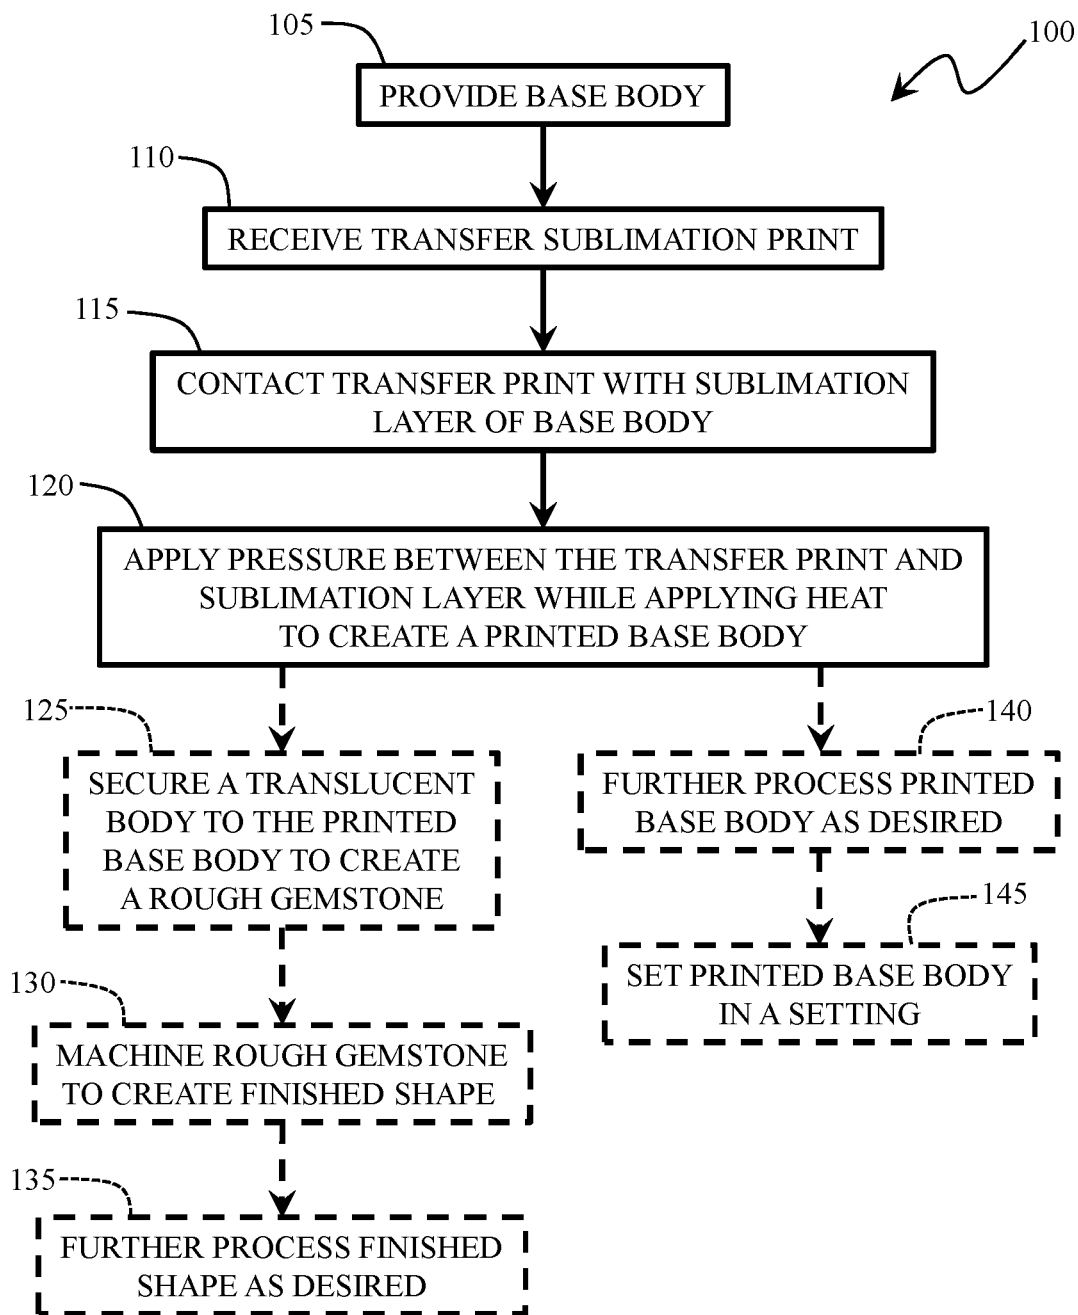 105
100
PROVIDE BASE BODY
110
RECEIVE TRANSFER SUBLIMATION PRINT
115
CONTACT TRANSFER PRINT WITH SUBLIMATION
LAYER OF BASE BODY
120
APPLY PRESSURE BETWEEN THE TRANSFER PRINT AND
SUBLIMATION LAYER WHILE APPLYING HEAT
TO CREATE A PRINTED BASE BODY
125
SECURE A TRANSLUCENT
BODY TO THE PRINTED
BASE BODY TO CREATE
A ROUGH GEMSTONE
130
MACHINE ROUGH GEMSTONE
TO CREATE FINISHED SHAPE
135
FURTHER PROCESS FINISHED
SHAPE AS DESIRED
140
FURTHER PROCESS PRINTED
BASE BODY AS DESIRED
145
SET PRINTED BASE BODY
IN A SETTING